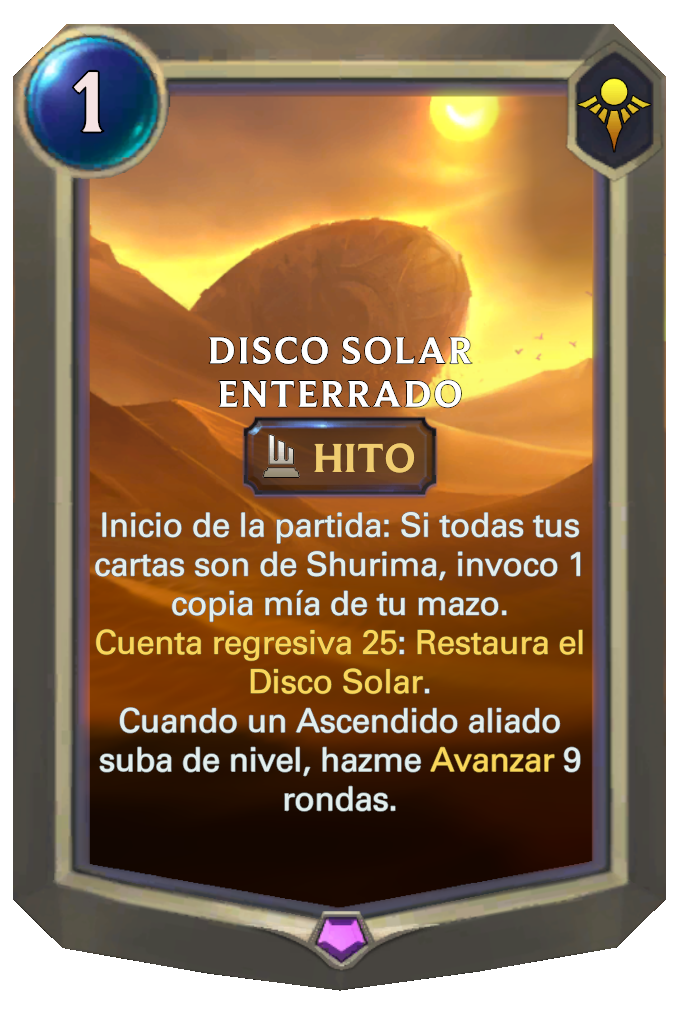 1
DISCO SOLAR
ENTERRADO
HITO
Inicio de la partida: Si todas tus
cartas son de Shurima, invoco 1
copia mía de tu mazo.
Cuenta regresiva 25: Restaura el
Disco Solar.
Cuando un Ascendido aliado
suba de nivel, hazme Avanzar 9
rondas.